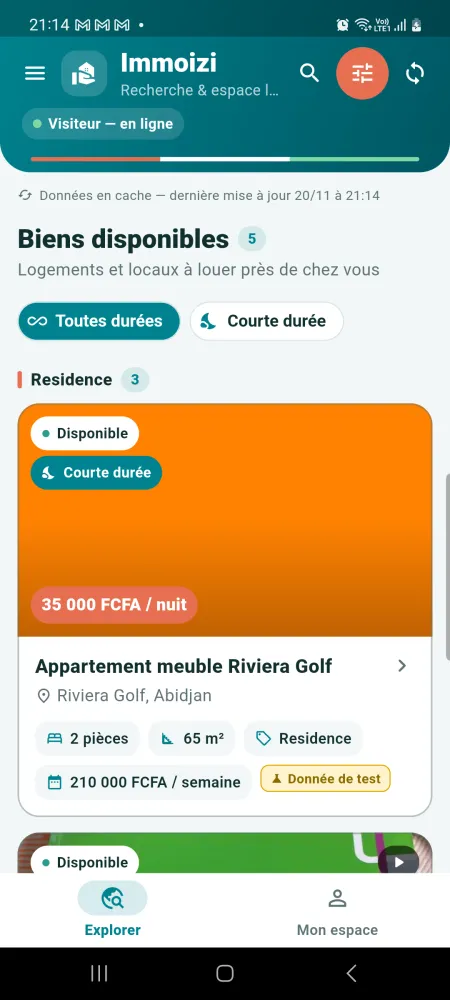 21:14
Vo)) LTE1
Immoizi
Recherche & espace l...
Visiteur — en ligne
Données en cache — dernière mise à jour 20/11 à 21:14
Biens disponibles 5
Logements et locaux à louer près de chez vous
Toutes durées Courte durée
Residence 3
Disponible
Courte durée
35 000 FCFA / nuit
Appartement meuble Riviera Golf
Riviera Golf, Abidjan
2 pièces 65 m² Residence
210 000 FCFA / semaine Donnée de test
Disponible
Explorer Mon espace